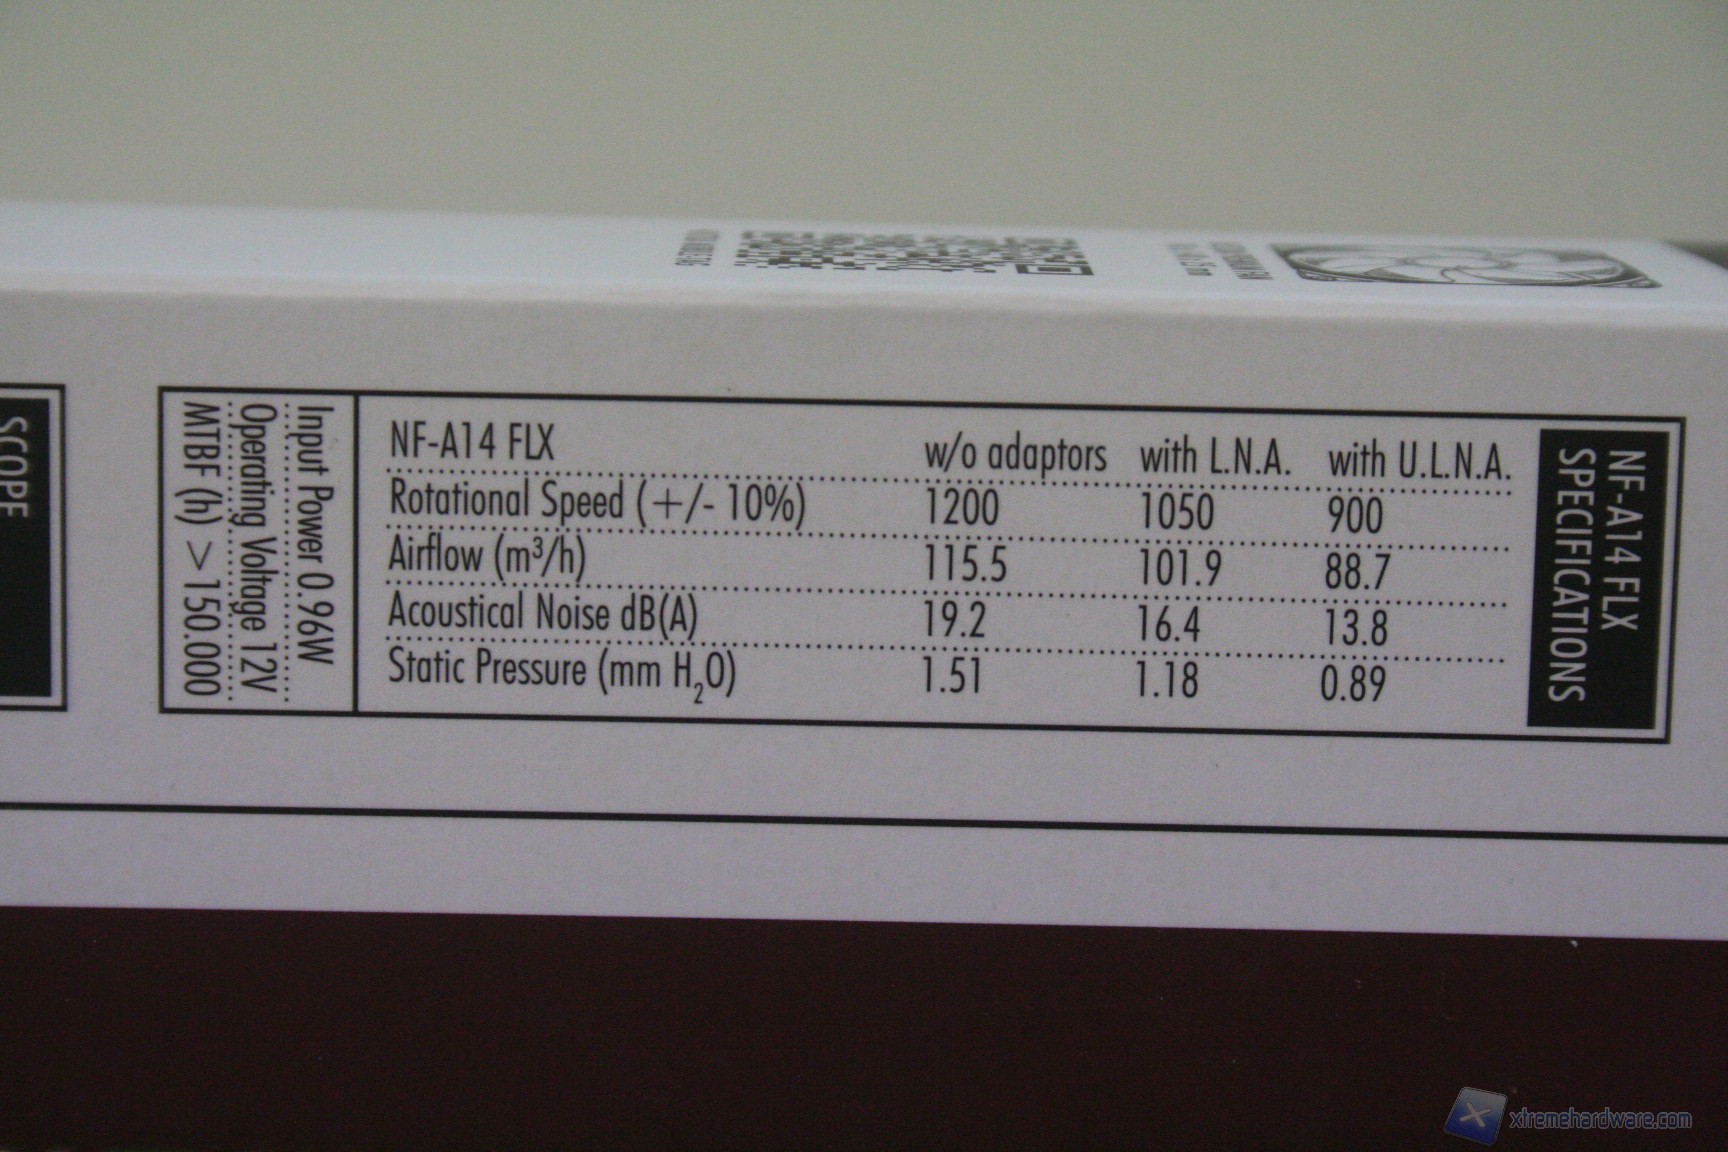 NF-A14 FLX w/o adaptors with L.N.A. with U.L.N.A.
Rotational Speed (+/- 10%) 1200 1050 900
Airflow (m³/h) 115.5 101.9 88.7
Acoustical Noise dB(A) 19.2 16.4 13.8
Static Pressure (mm H₂O) 1.51 1.18 0.89
Input Power 0.96W
Operating Voltage 12V
MTBF (h) > 150.000
NF-A14 FLX
SPECIFICATIONS
SCOPE
xtremehardware.com